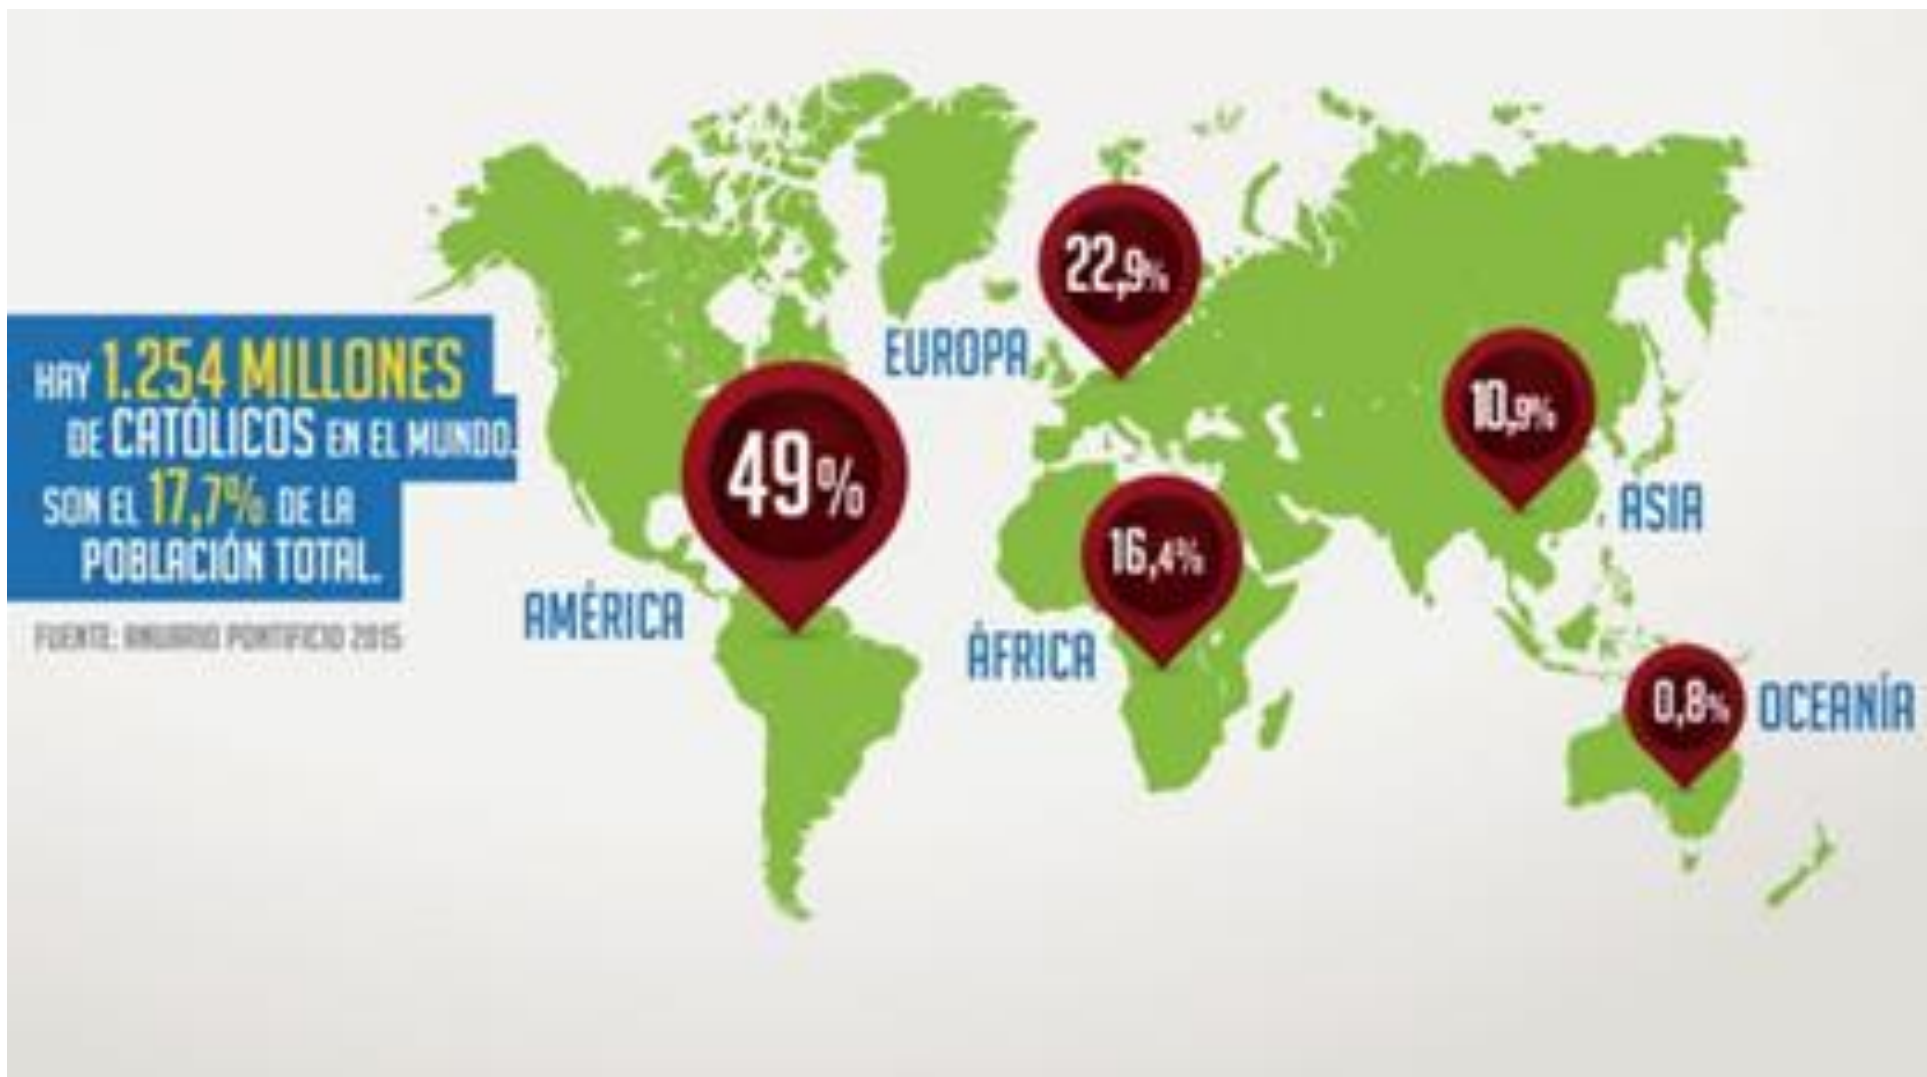 HAY 1.254 MILLONES
DE CATÓLICOS EN EL MUNDO.
SON EL 17,7% DE LA
POBLACIÓN TOTAL.
FUENTE: ANUARIO PONTIFICIO 2015
22,9%
EUROPA
49%
AMÉRICA
10,9%
ASIA
16,4%
ÁFRICA
0,8%
OCEANÍA